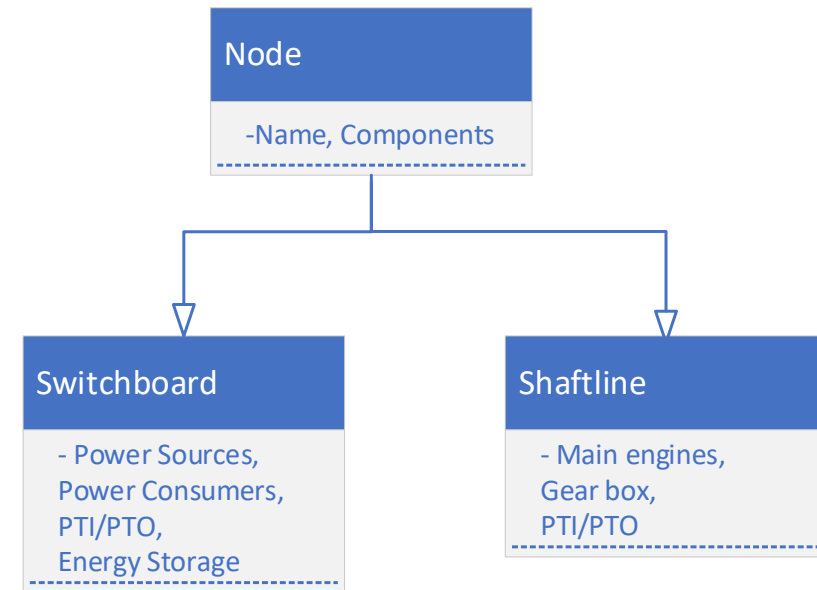 Node
-Name, Components
Switchboard
- Power Sources,
Power Consumers,
PTI/PTO,
Energy Storage
Shaftline
- Main engines,
Gear box,
PTI/PTO